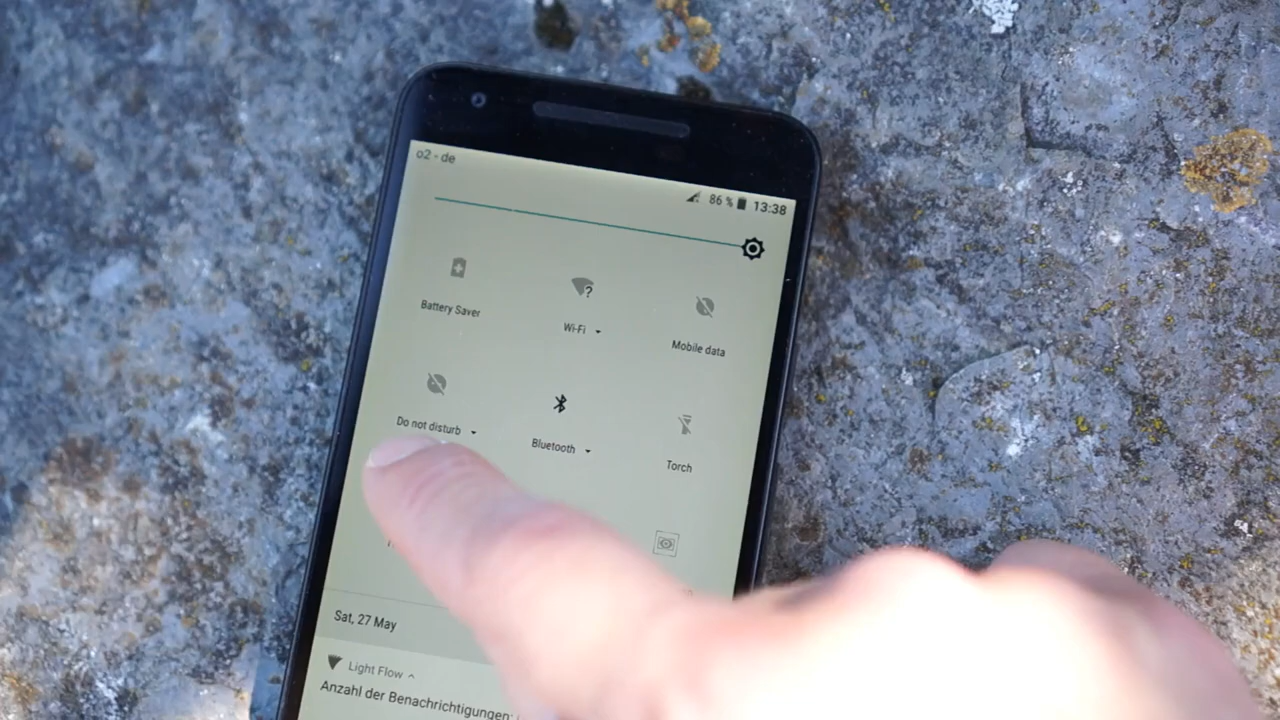 o2 - de
86 % 13:38
Battery Saver
Wi-Fi
Mobile data
Do not disturb
Bluetooth
Torch
Sat, 27 May
Light Flow
Anzahl der Benachrichtigungen: